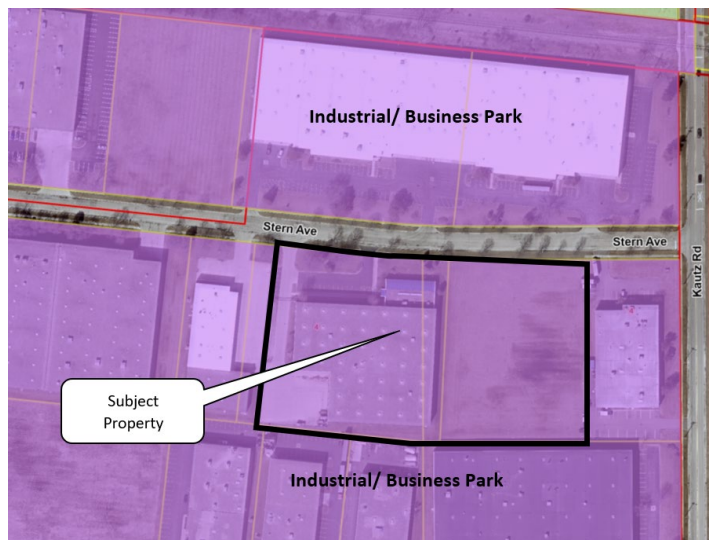 Industrial/ Business Park
Stern Ave
Stern Ave
Kautz Rd
Subject
Property
Industrial/ Business Park